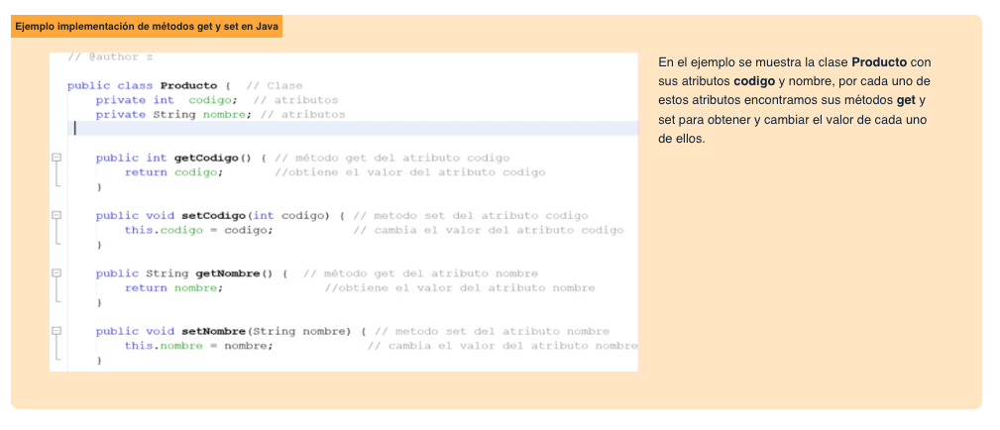 Ejemplo implementación de métodos get y set en Java
// @author z
public class Producto {  // Clase
private int  codigo;  // atributos
private String nombre; // atributos
public int getCodigo() { // método get del atributo codigo
return codigo;       //obtiene el valor del atributo codigo
}
public void setCodigo(int codigo) { // metodo set del atributo codigo
this.codigo = codigo;           // cambia el valor del atributo codigo
}
public String getNombre() {  // método get del atributo nombre
return nombre;              //obtiene el valor del atributo nombre
}
public void setNombre(String nombre) { // metodo set del atributo nombre
this.nombre = nombre;             // cambia el valor del atributo nombre
}
En el ejemplo se muestra la clase Producto con
sus atributos codigo y nombre, por cada uno de
estos atributos encontramos sus métodos get y
set para obtener y cambiar el valor de cada uno
de ellos.